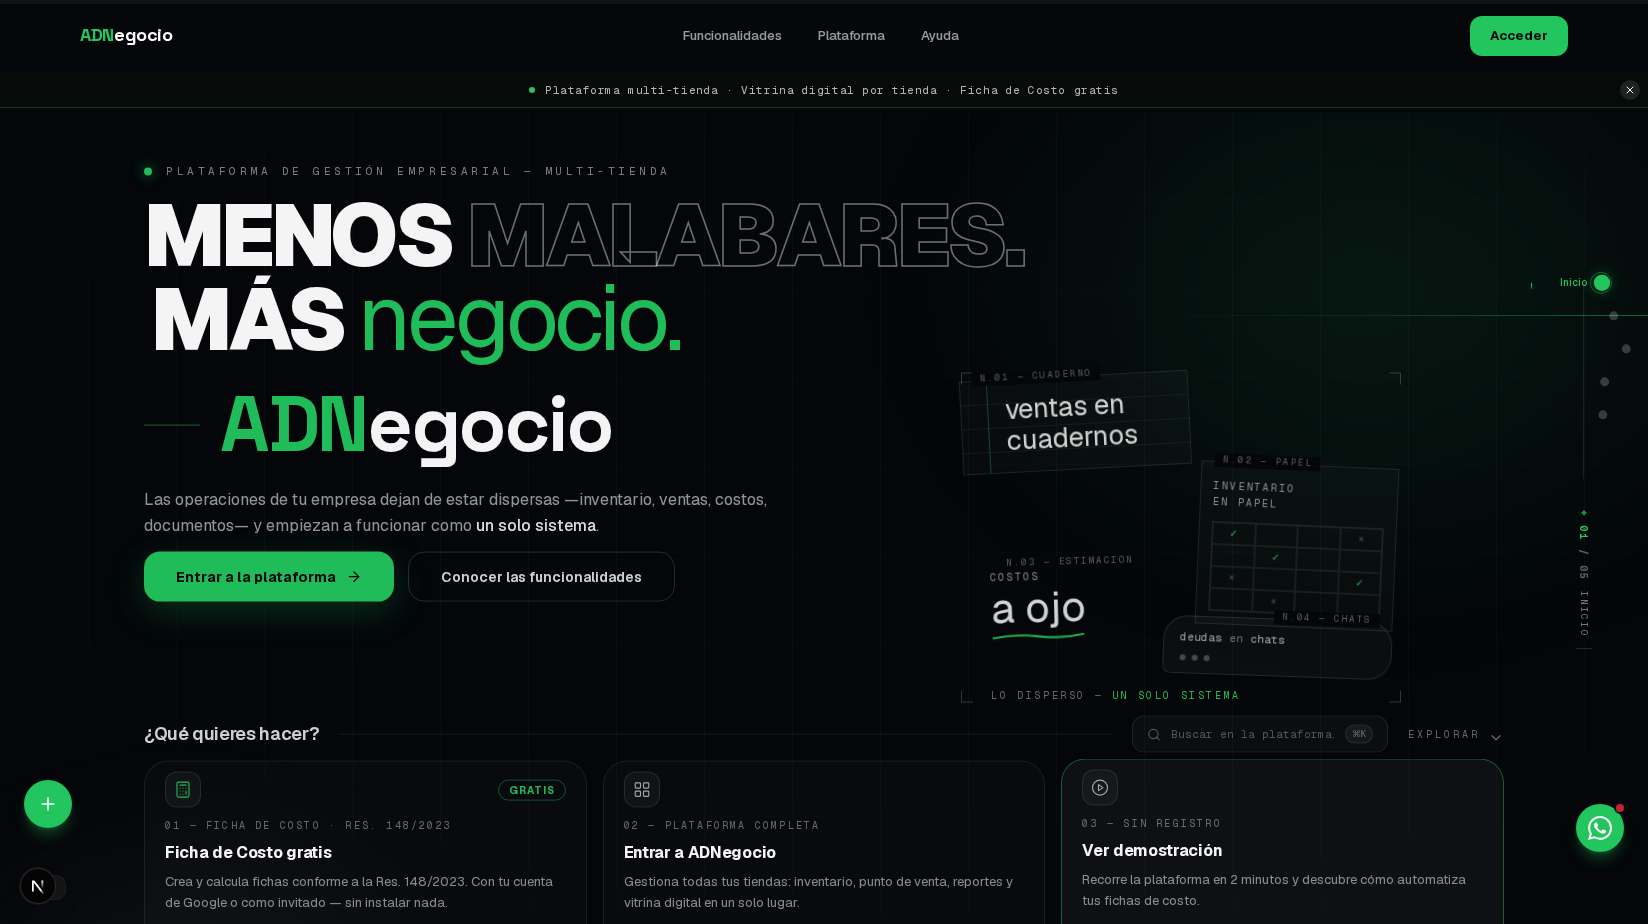 ADNegocio
Funcionalidades
Plataforma
Ayuda
Acceder
Plataforma multi-tienda · Vitrina digital por tienda · Ficha de Costo gratis
PLATAFORMA DE GESTIÓN EMPRESARIAL — MULTI-TIENDA
MENOS MALABARES.
MÁS negocio.
ADNegocio
Las operaciones de tu empresa dejan de estar dispersas —inventario, ventas, costos,
documentos— y empiezan a funcionar como un solo sistema.
Entrar a la plataforma
Conocer las funcionalidades
Inicio
N.01 — CUADERNO
ventas en
cuadernos
N.02 — PAPEL
INVENTARIO
EN PAPEL
N.03 — ESTIMACION
COSTOS
a ojo
N.04 — CHATS
deudas en chats
LO DISPERSO — UN SOLO SISTEMA
01 / 05 INICIO
¿Qué quieres hacer?
Buscar en la plataforma.
⌘K
EXPLORAR
GRATIS
01 — FICHA DE COSTO · RES. 148/2023
Ficha de Costo gratis
Crea y calcula fichas conforme a la Res. 148/2023. Con tu cuenta
de Google o como invitado — sin instalar nada.
02 — PLATAFORMA COMPLETA
Entrar a ADNegocio
Gestiona todas tus tiendas: inventario, punto de venta, reportes y
vitrina digital en un solo lugar.
03 — SIN REGISTRO
Ver demostración
Recorre la plataforma en 2 minutos y descubre cómo automatiza
tus fichas de costo.
N